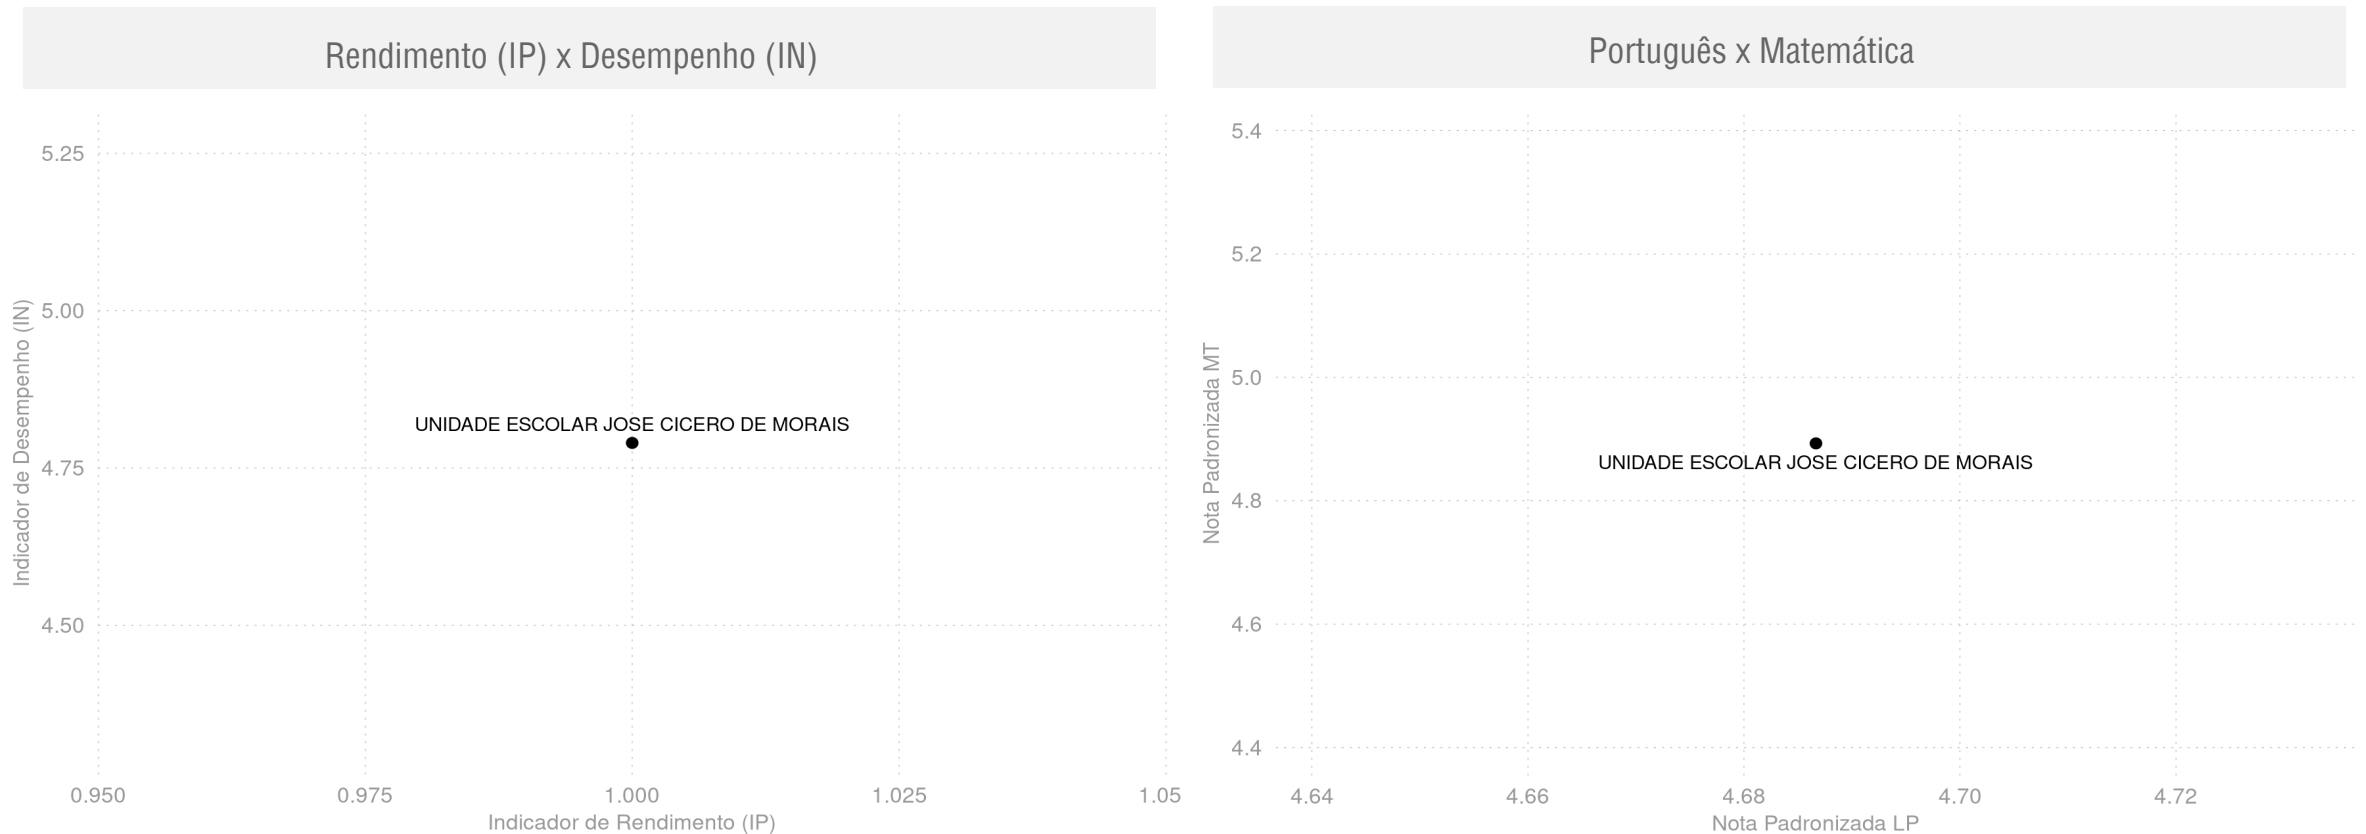 Rendimento (IP) x Desempenho (IN)
5.25
5.00
4.75
4.50
Indicador de Desempenho (IN)
UNIDADE ESCOLAR JOSE CICERO DE MORAIS
0.950 0.975 1.000 1.025 1.05
Indicador de Rendimento (IP)
Português x Matemática
5.4
5.2
5.0
4.8
4.6
4.4
Nota Padronizada MT
UNIDADE ESCOLAR JOSE CICERO DE MORAIS
4.64 4.66 4.68 4.70 4.72
Nota Padronizada LP